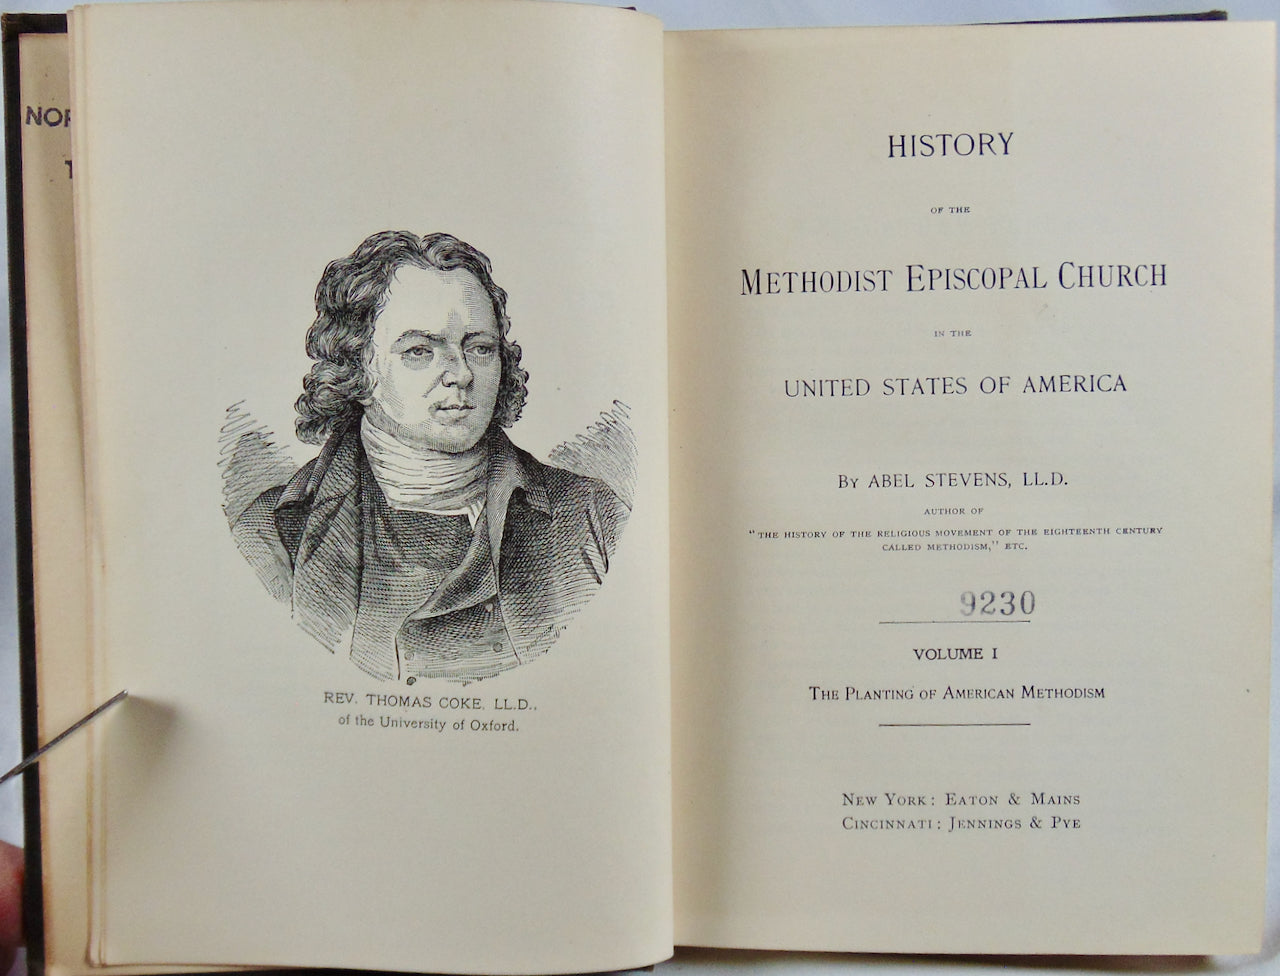 REV. THOMAS COKE, LL.D.,
of the University of Oxford.
HISTORY
OF THE
METHODIST EPISCOPAL CHURCH
IN THE
UNITED STATES OF AMERICA
BY ABEL STEVENS, LL.D.
AUTHOR OF
"THE HISTORY OF THE RELIGIOUS MOVEMENT OF THE EIGHTEENTH CENTURY
CALLED METHODISM," ETC.
9230
VOLUME I
THE PLANTING OF AMERICAN METHODISM
NEW YORK: EATON & MAINS
CINCINNATI: JENNINGS & PYE